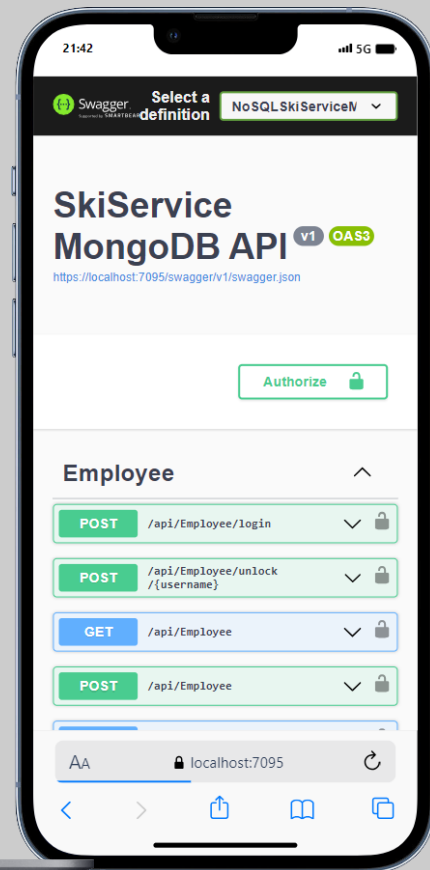 21:42
5G
Swagger.
Supported by SMARTBEAR
Select a
definition
NoSQLSkiServiceM
SkiService
MongoDB API
v1
OAS3
https://localhost:7095/swagger/v1/swagger.json
Authorize
Employee
POST /api/Employee/login
POST /api/Employee/unlock
/{username}
GET /api/Employee
POST /api/Employee
AA
localhost:7095